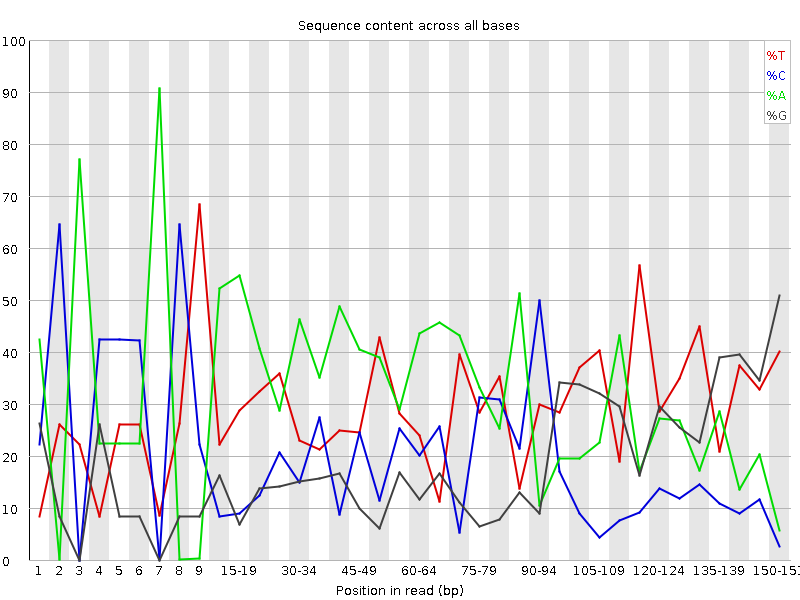 Sequence content across all bases
100
90
80
70
60
50
40
30
20
10
0
%T
%C
%A
%G
1 2 3 4 5 6 7 8 9 15-19 30-34 45-49 60-64 75-79 90-94 105-109 120-124 135-139 150-151
Position in read (bp)